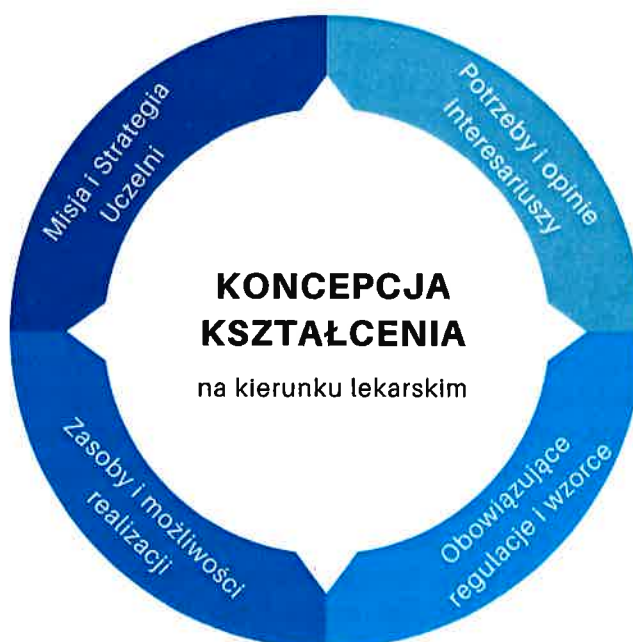 Misja i Strategia
Uczelni
Potrzeby i opinie
Interesariuszy
KONCEPCJA
KSZTAŁCENIA
na kierunku lekarskim
Zasoby i możliwości
realizacji
Obowiązujące
regulacje i wzorce